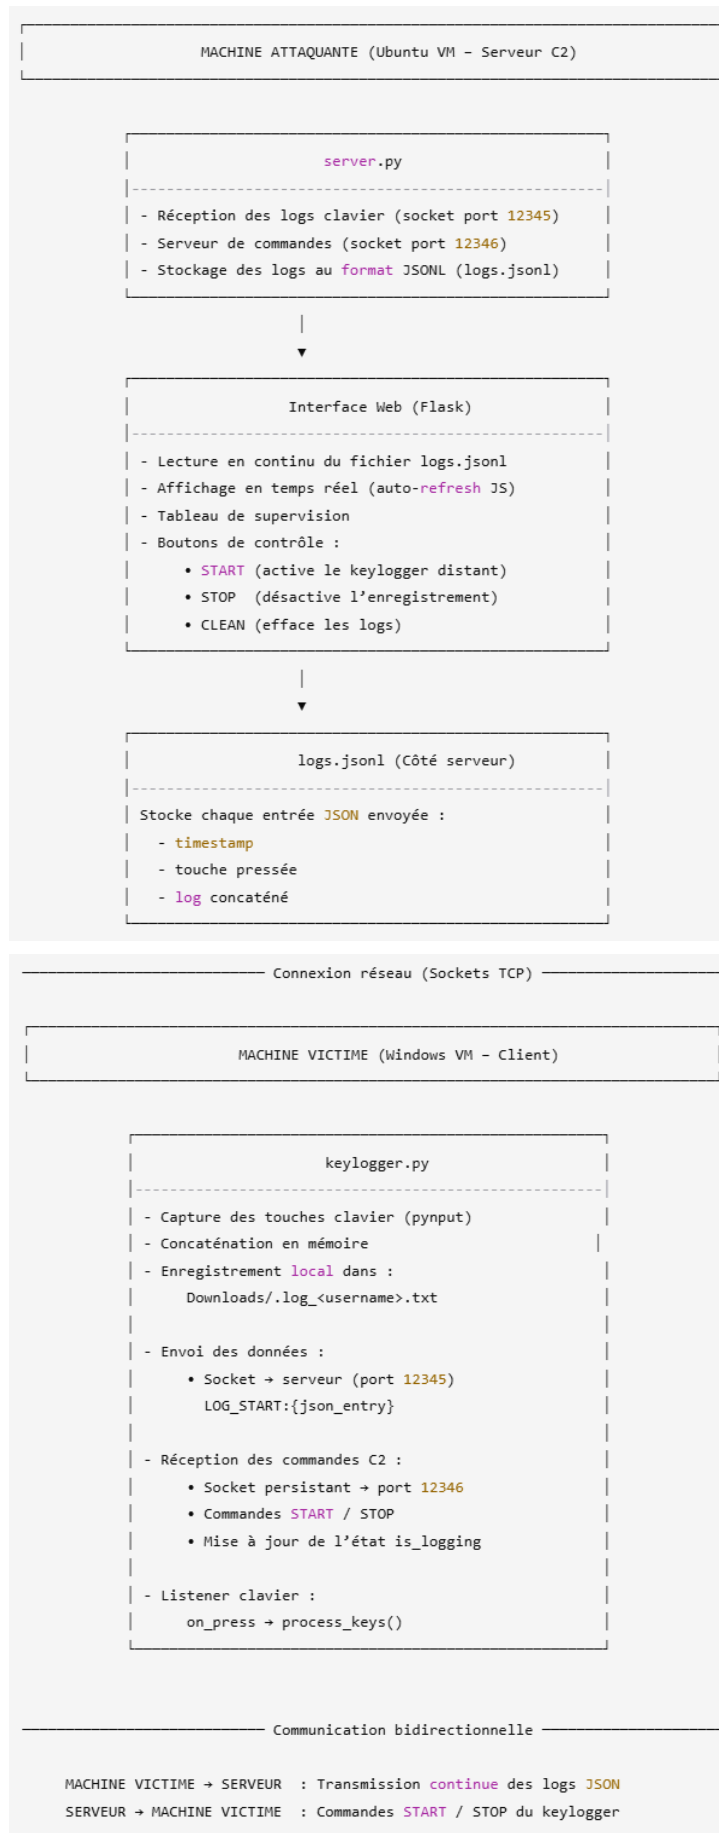 MACHINE ATTAQUANTE (Ubuntu VM – Serveur C2)
server.py
- Réception des logs clavier (socket port 12345)
- Serveur de commandes (socket port 12346)
- Stockage des logs au format JSONL (logs.jsonl)
Interface Web (Flask)
- Lecture en continu du fichier logs.jsonl
- Affichage en temps réel (auto-refresh JS)
- Tableau de supervision
- Boutons de contrôle :
• START (active le keylogger distant)
• STOP  (désactive l’enregistrement)
• CLEAN (efface les logs)
logs.jsonl (Côté serveur)
Stocke chaque entrée JSON envoyée :
- timestamp
- touche pressée
- log concaténé
Connexion réseau (Sockets TCP)
MACHINE VICTIME (Windows VM – Client)
keylogger.py
- Capture des touches clavier (pynput)
- Concaténation en mémoire
- Enregistrement local dans :
Downloads/.log_<username>.txt
- Envoi des données :
• Socket → serveur (port 12345)
LOG_START:{json_entry}
- Réception des commandes C2 :
• Socket persistant → port 12346
• Commandes START / STOP
• Mise à jour de l’état is_logging
- Listener clavier :
on_press → process_keys()
Communication bidirectionnelle
MACHINE VICTIME → SERVEUR  : Transmission continue des logs JSON
SERVEUR → MACHINE VICTIME  : Commandes START / STOP du keylogger